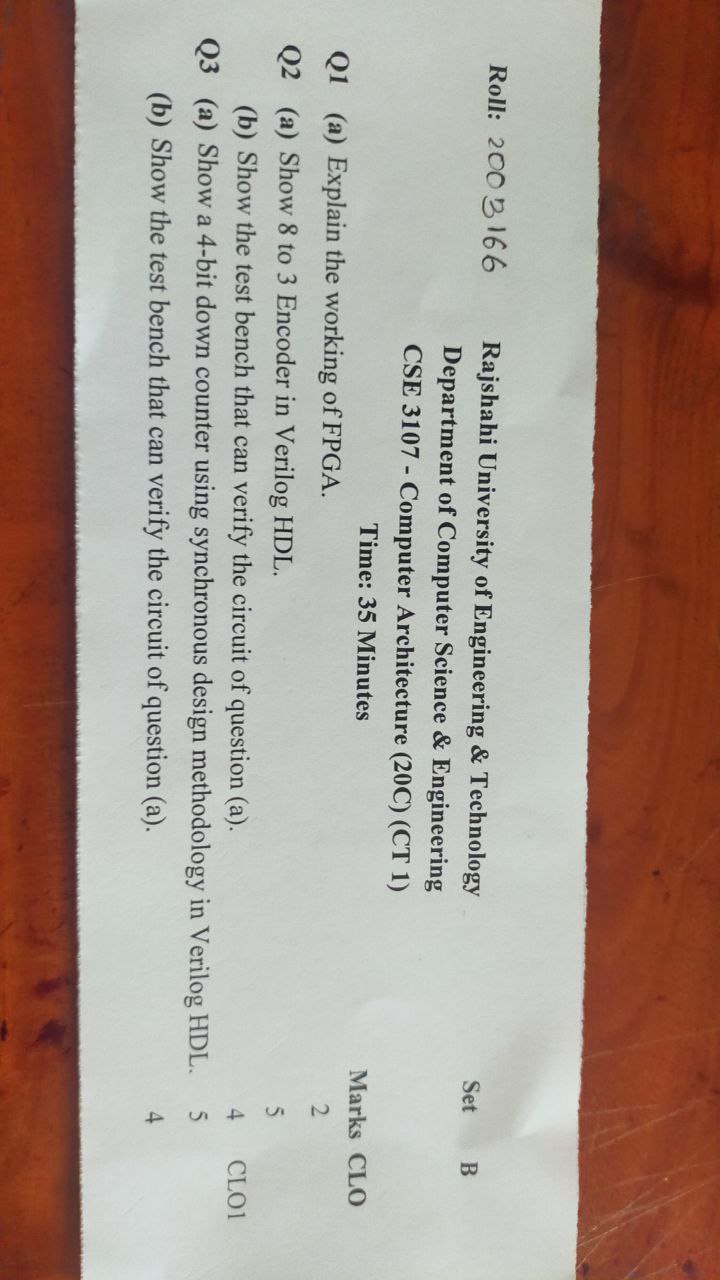 Roll: 2003166
Rajshahi University of Engineering & Technology
Set B
Department of Computer Science & Engineering
CSE 3107 - Computer Architecture (20C) (CT 1)
Time: 35 Minutes
Marks CLO
Q1 (a) Explain the working of FPGA. 2
Q2 (a) Show 8 to 3 Encoder in Verilog HDL. 5
(b) Show the test bench that can verify the circuit of question (a). 4 CLO1
Q3 (a) Show a 4-bit down counter using synchronous design methodology in Verilog HDL. 5
(b) Show the test bench that can verify the circuit of question (a). 4